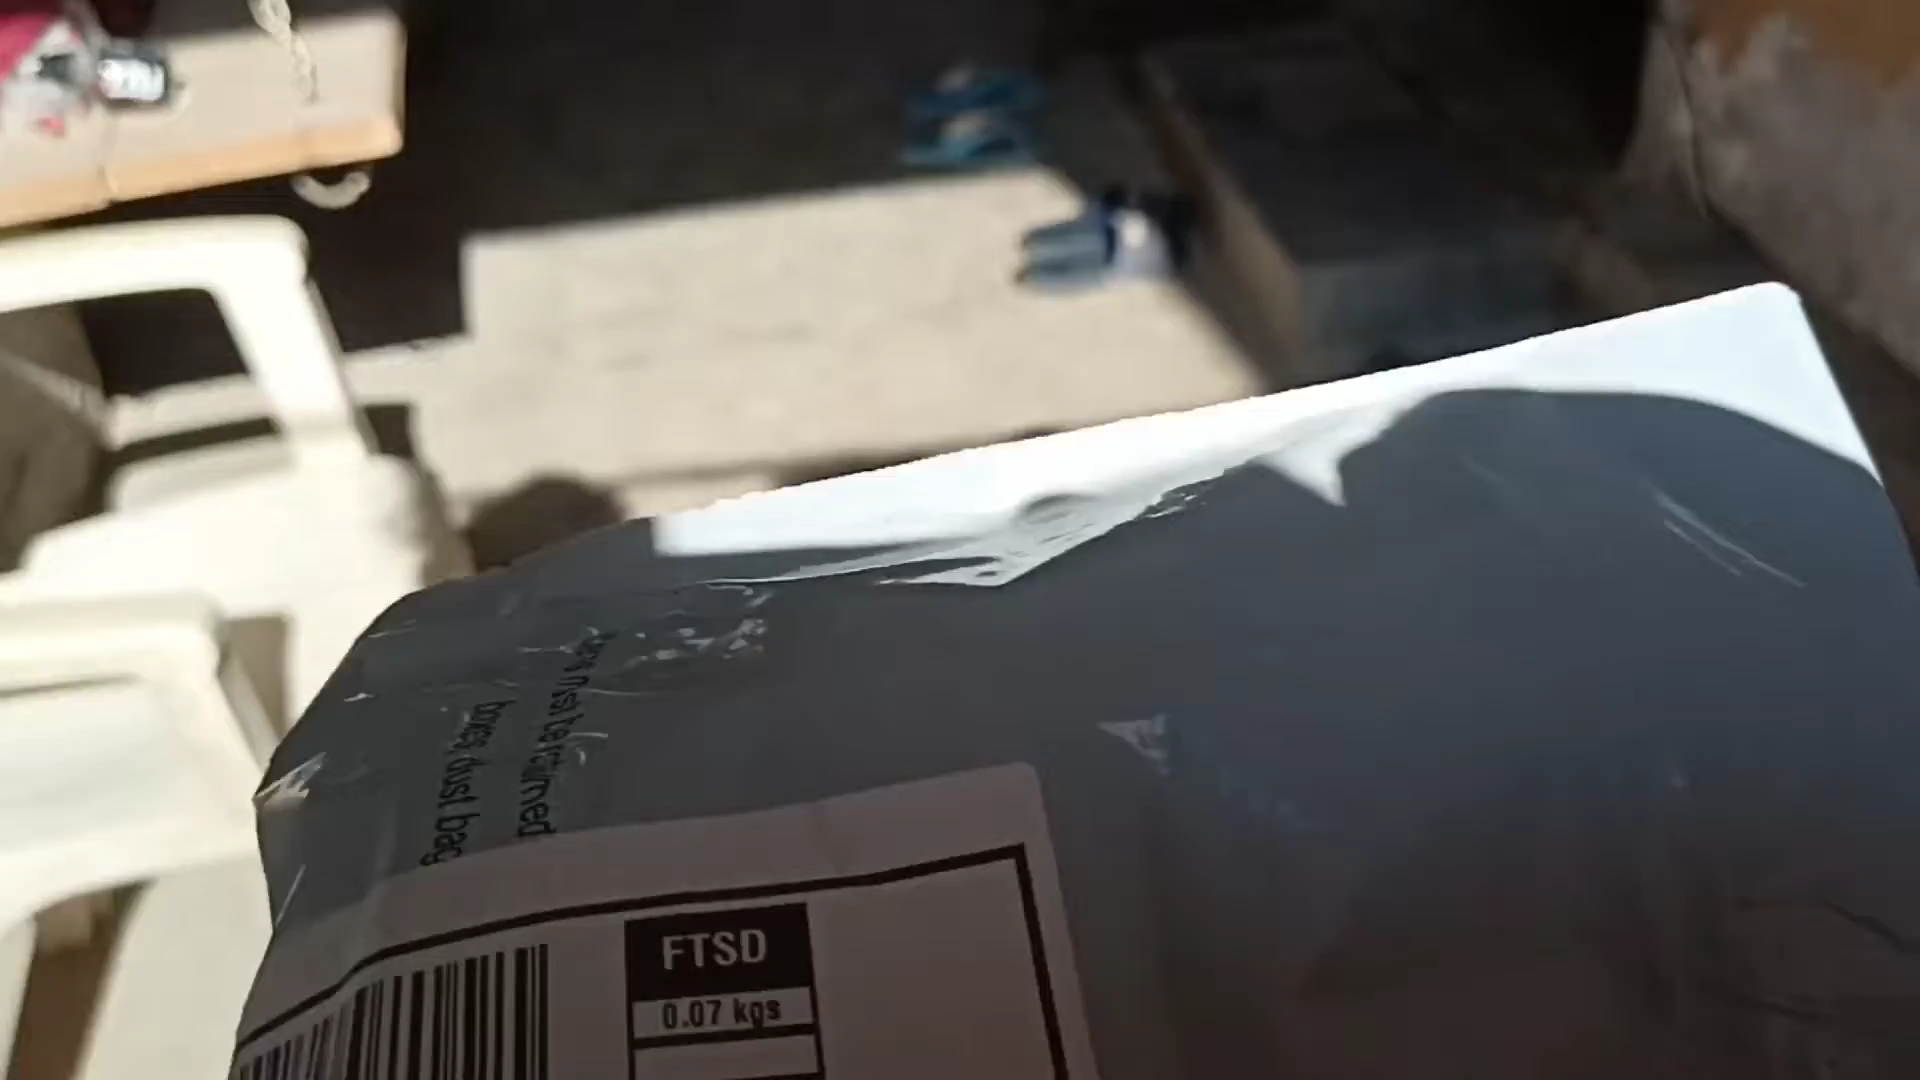 must be returned
boxes, dust bag
FTSD
0.07 kgs